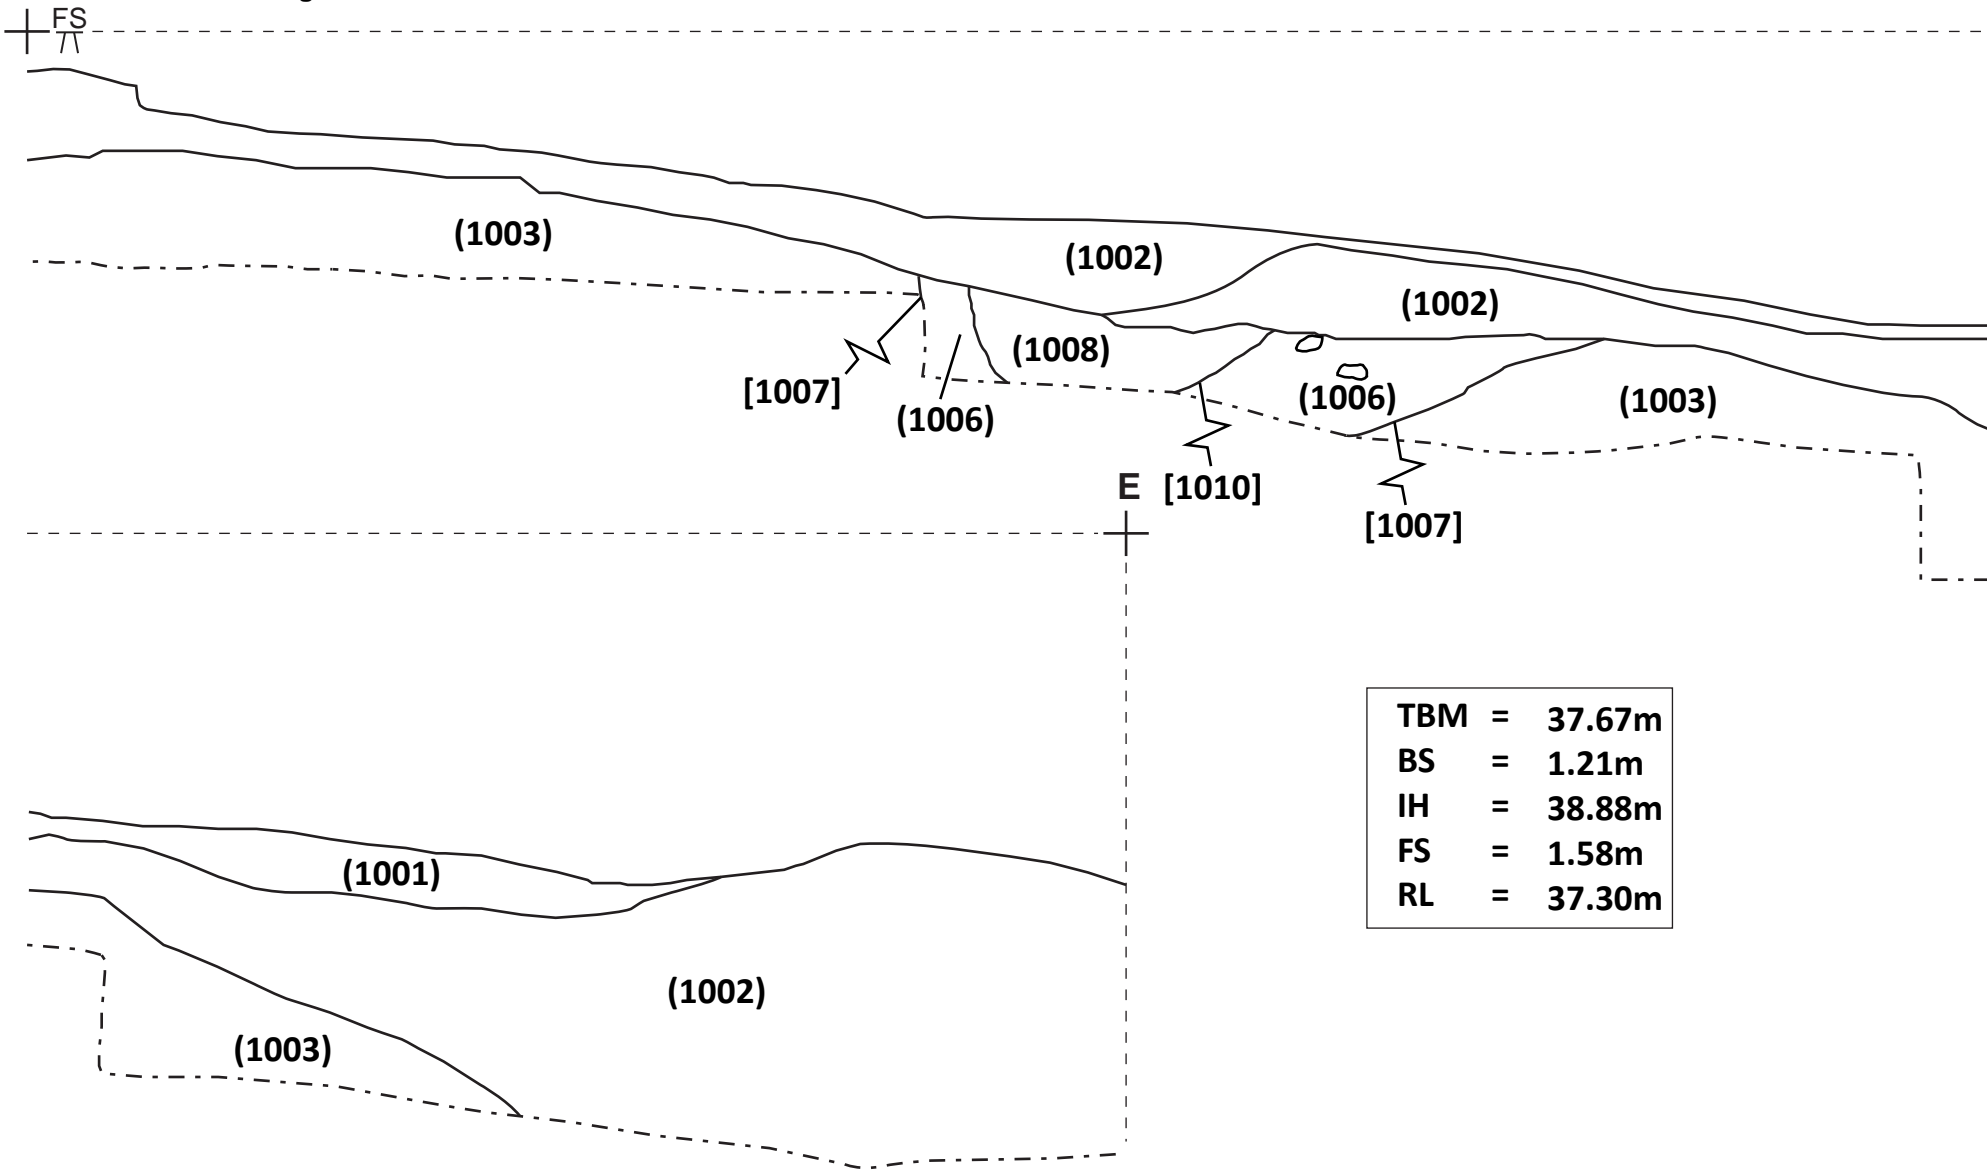 FS
(1003)
(1002)
(1002)
(1008)
[1007]
(1006)
(1006)
(1003)
[1010]
[1007]
E
TBM = 37.67m
BS = 1.21m
IH = 38.88m
FS = 1.58m
RL = 37.30m
(1001)
(1002)
(1003)